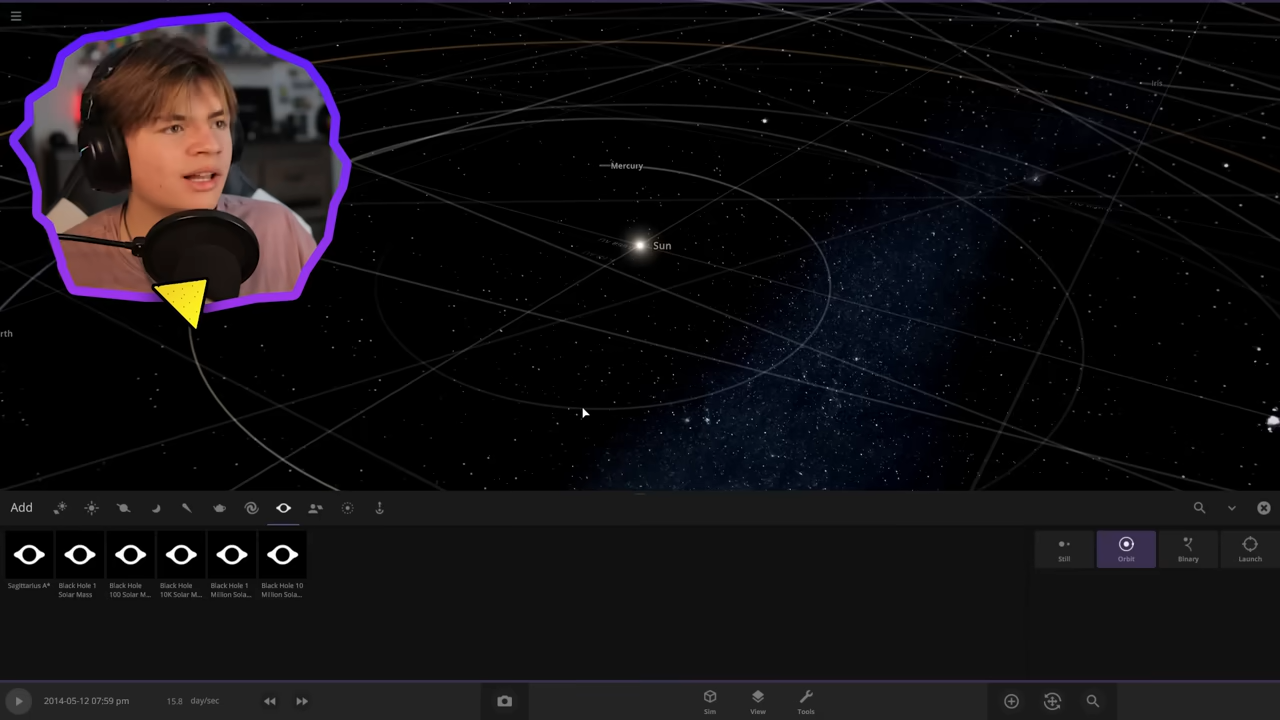 Iris
Mercury
Sun
rth
Add
Sagittarius A*
Black Hole 1
Solar Mass
Black Hole
100 Solar M...
Black Hole
10K Solar M...
Black Hole 1
Million Sola...
Black Hole 10
Million Sola...
Still
Orbit
Binary
Launch
2014-05-12 07:59 pm
15.8 day/sec
Sim
View
Tools